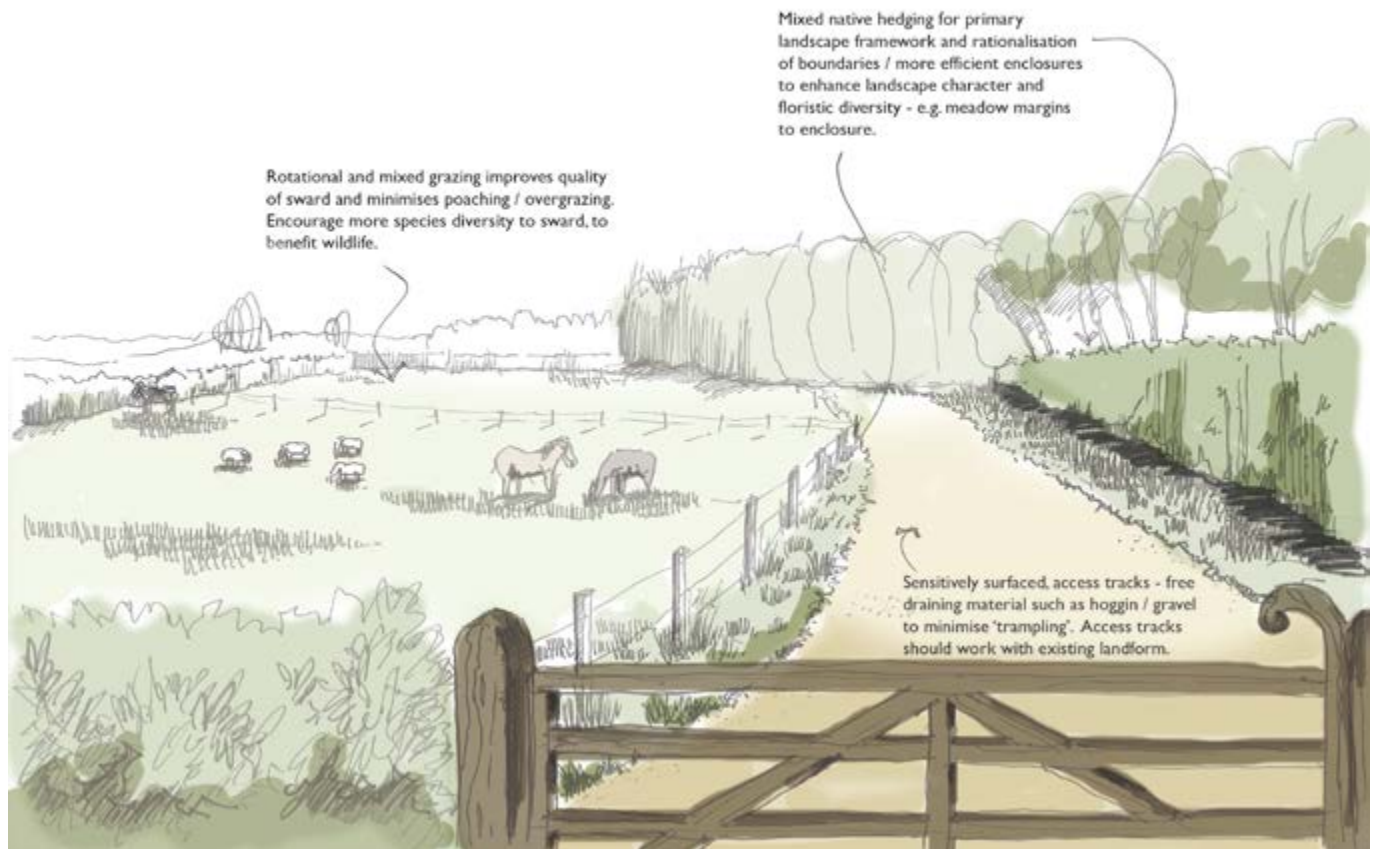 Mixed native hedging for primary
landscape framework and rationalisation
of boundaries / more efficient enclosures
to enhance landscape character and
floristic diversity - e.g. meadow margins
to enclosure.
Rotational and mixed grazing improves quality
of sward and minimises poaching / overgrazing.
Encourage more species diversity to sward, to
benefit wildlife.
Sensitively surfaced, access tracks - free
draining material such as hoggin / gravel
to minimise 'trampling'. Access tracks
should work with existing landform.